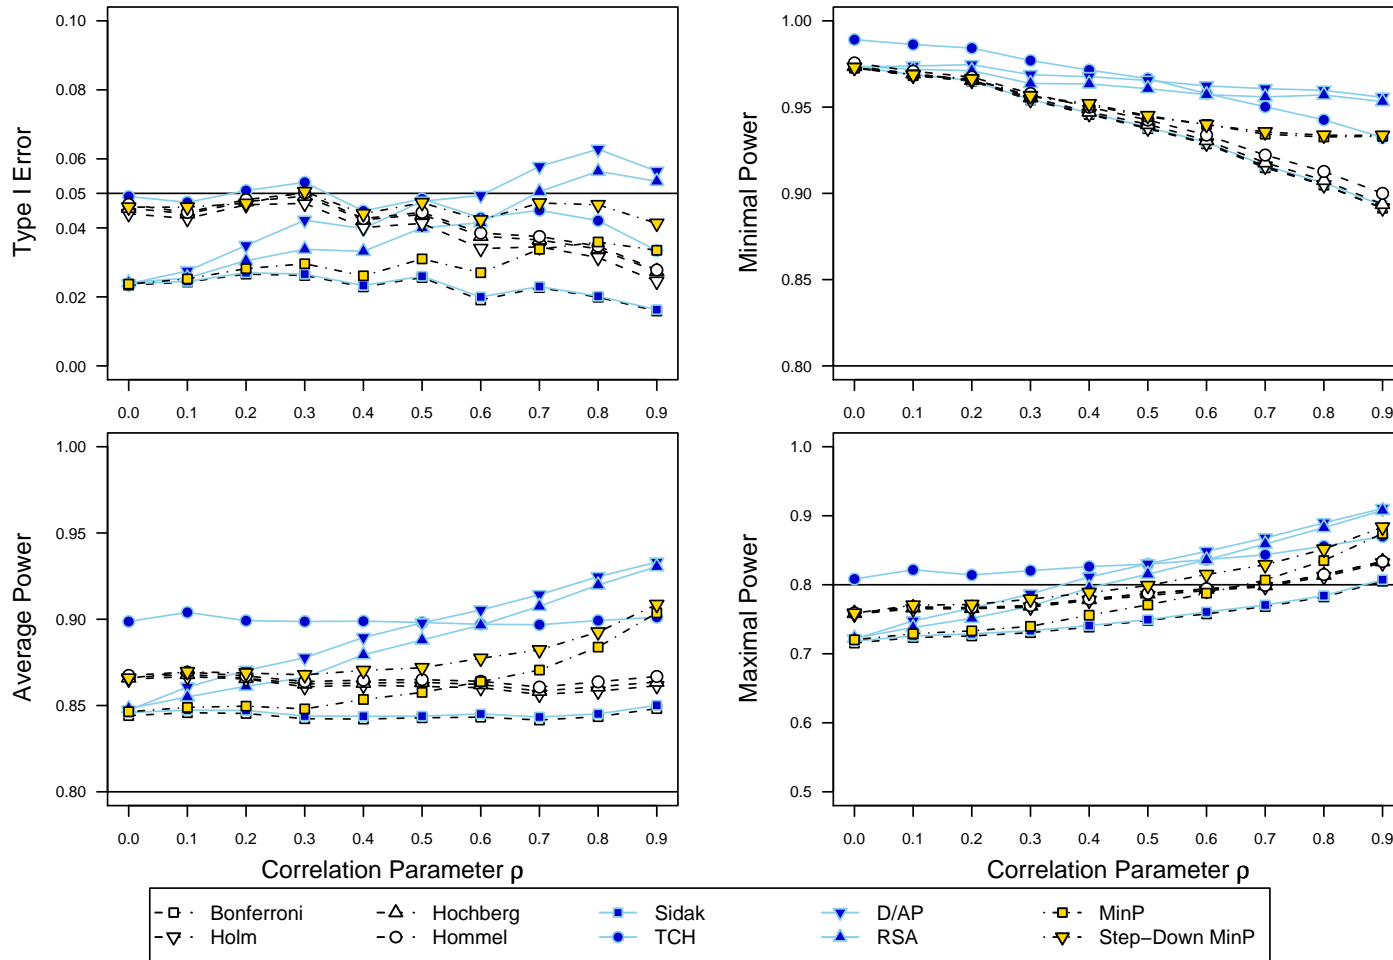 Type I Error
0.10
0.08
0.06
0.05
0.04
0.02
0.00
0.0 0.1 0.2 0.3 0.4 0.5 0.6 0.7 0.8 0.9
Minimal Power
1.00
0.95
0.90
0.85
0.80
0.0 0.1 0.2 0.3 0.4 0.5 0.6 0.7 0.8 0.9
Average Power
1.00
0.95
0.90
0.85
0.80
0.0 0.1 0.2 0.3 0.4 0.5 0.6 0.7 0.8 0.9
Correlation Parameter ρ
Maximal Power
1.0
0.9
0.8
0.7
0.6
0.5
0.0 0.1 0.2 0.3 0.4 0.5 0.6 0.7 0.8 0.9
Correlation Parameter ρ
Bonferroni Hochberg Sidak D/AP MinP
Holm Hommel TCH RSA Step−Down MinP